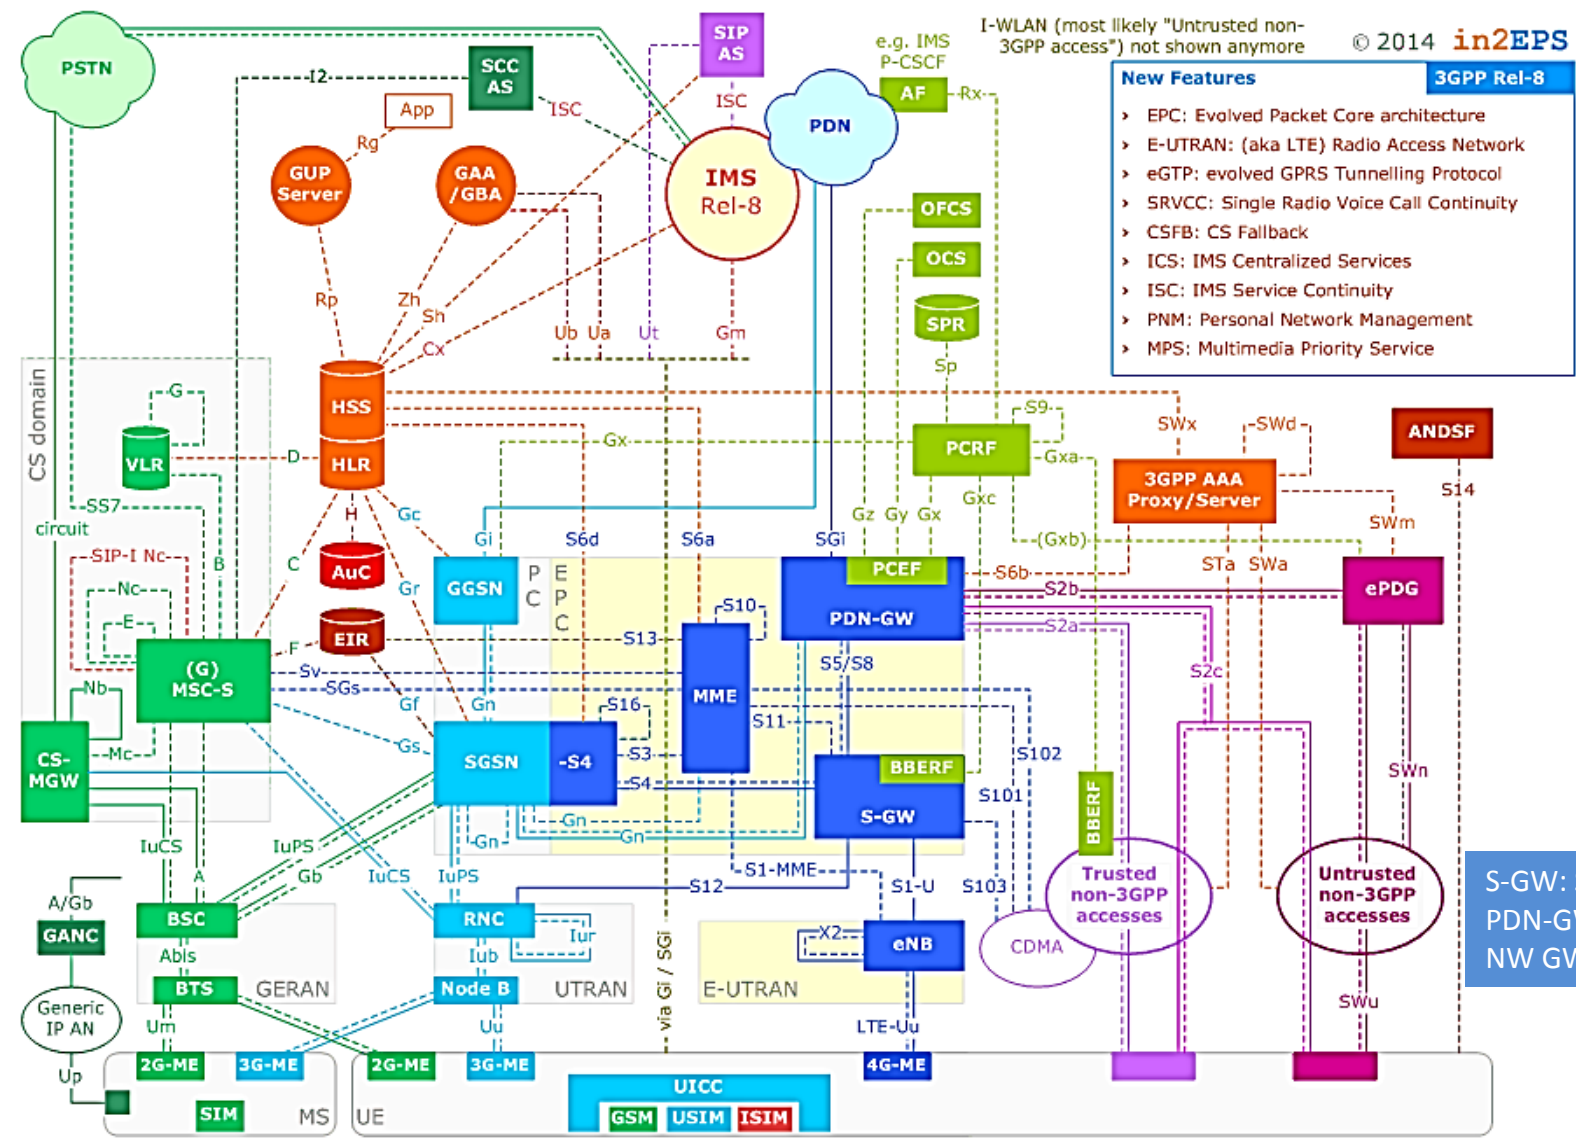 PSTN
SIP
AS
I-WLAN (most likely "Untrusted non-
3GPP access") not shown anymore
© 2014 in2EPS
e.g. IMS
P-CSCF
AF
Rx
New Features
3GPP Rel-8
› EPC: Evolved Packet Core architecture
› E-UTRAN: (aka LTE) Radio Access Network
› eGTP: evolved GPRS Tunnelling Protocol
› SRVCC: Single Radio Voice Call Continuity
› CSFB: CS Fallback
› ICS: IMS Centralized Services
› ISC: IMS Service Continuity
› PNM: Personal Network Management
› MPS: Multimedia Priority Service
I2
SCC
AS
ISC
ISC
PDN
App
Rg
GUP
Server
GAA
/GBA
IMS
Rel-8
OFCS
OCS
SPR
Rp
Zh
Sh
Cx
Ub
Ua
Ut
Gm
Sp
CS domain
G
VLR
D
HSS
HLR
Gx
S9
PCRF
Gxa
Gxc
SWx
SWd
3GPP AAA
Proxy/Server
ANDSF
S14
SS7
circuit
H
Gc
Gi
S6d
S6a
SGi
Gz
Gy
Gx
(Gxb)
SWm
SIP-I Nc
B
C
AuC
Gr
GGSN
P
C
E
P
C
PCEF
PDN-GW
S6b
STa
SWa
S2b
ePDG
Nc
E
EIR
F
S10
S13
S2a
(G)
MSC-S
Sv
SGs
MME
S5/S8
S2c
Nb
Gf
Gn
S16
S11
Mc
Gs
CS-
MGW
SGSN
-S4
S3
S4
BBERF
S-GW
S102
S101
SWn
BBERF
Gn
Gn
Gn
IuCS
A
IuPS
Gb
IuCS
IuPS
S12
S1-MME
S1-U
S103
Trusted
non-3GPP
accesses
Untrusted
non-3GPP
accesses
S-GW:
PDN-GW
NW GW
A/Gb
GANC
BSC
RNC
Iur
X2
eNB
CDMA
Abis
Iub
BTS
GERAN
Node B
UTRAN
E-UTRAN
via Gi / SGi
Generic
IP AN
Um
Uu
LTE-Uu
SWu
Up
2G-ME
3G-ME
2G-ME
3G-ME
4G-ME
SIM
MS
UE
UICC
GSM
USIM
ISIM